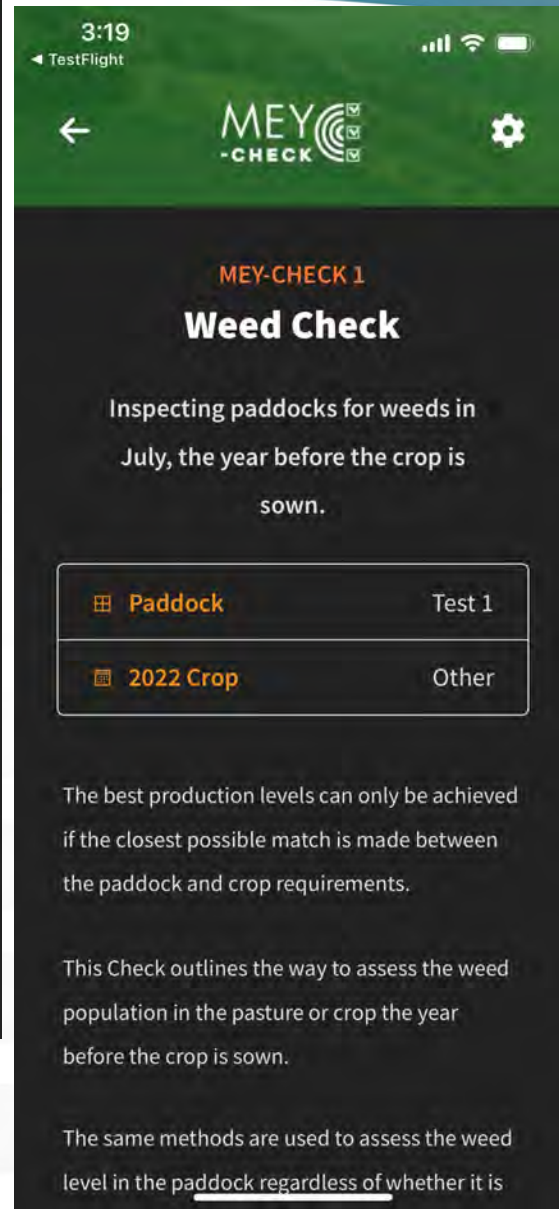 3:19
◀ TestFlight
MEY
-CHECK
MEY-CHECK 1
Weed Check
Inspecting paddocks for weeds in
July, the year before the crop is
sown.
Paddock Test 1
2022 Crop Other
The best production levels can only be achieved
if the closest possible match is made between
the paddock and crop requirements.
This Check outlines the way to assess the weed
population in the pasture or crop the year
before the crop is sown.
The same methods are used to assess the weed
level in the paddock regardless of whether it is